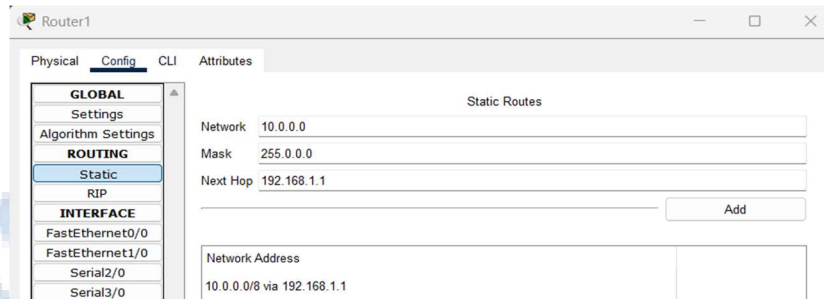 Router1
Physical Config CLI Attributes
GLOBAL
Settings
Algorithm Settings
ROUTING
Static
RIP
INTERFACE
FastEthernet0/0
FastEthernet1/0
Serial2/0
Serial3/0
Static Routes
Network 10.0.0.0
Mask 255.0.0.0
Next Hop 192.168.1.1
Add
Network Address
10.0.0.0/8 via 192.168.1.1